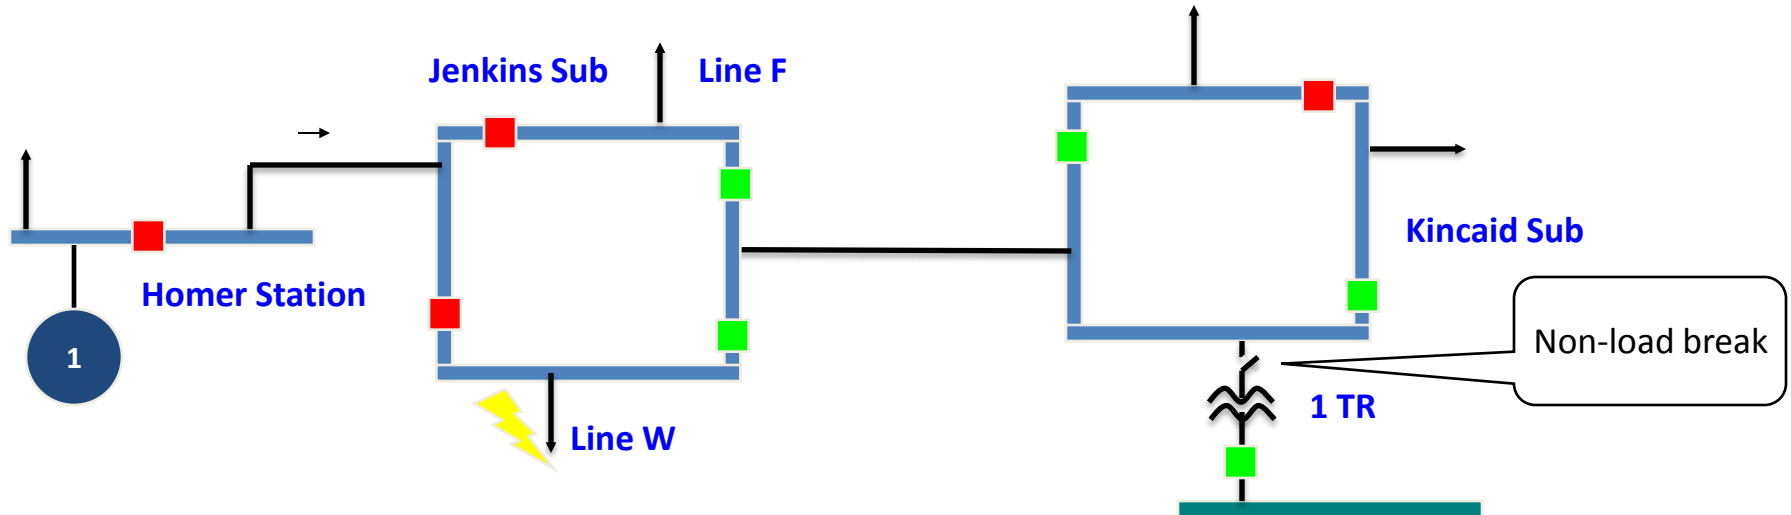 Jenkins Sub
Line F
Kincaid Sub
Homer Station
Non-load break
1
1 TR
Line W